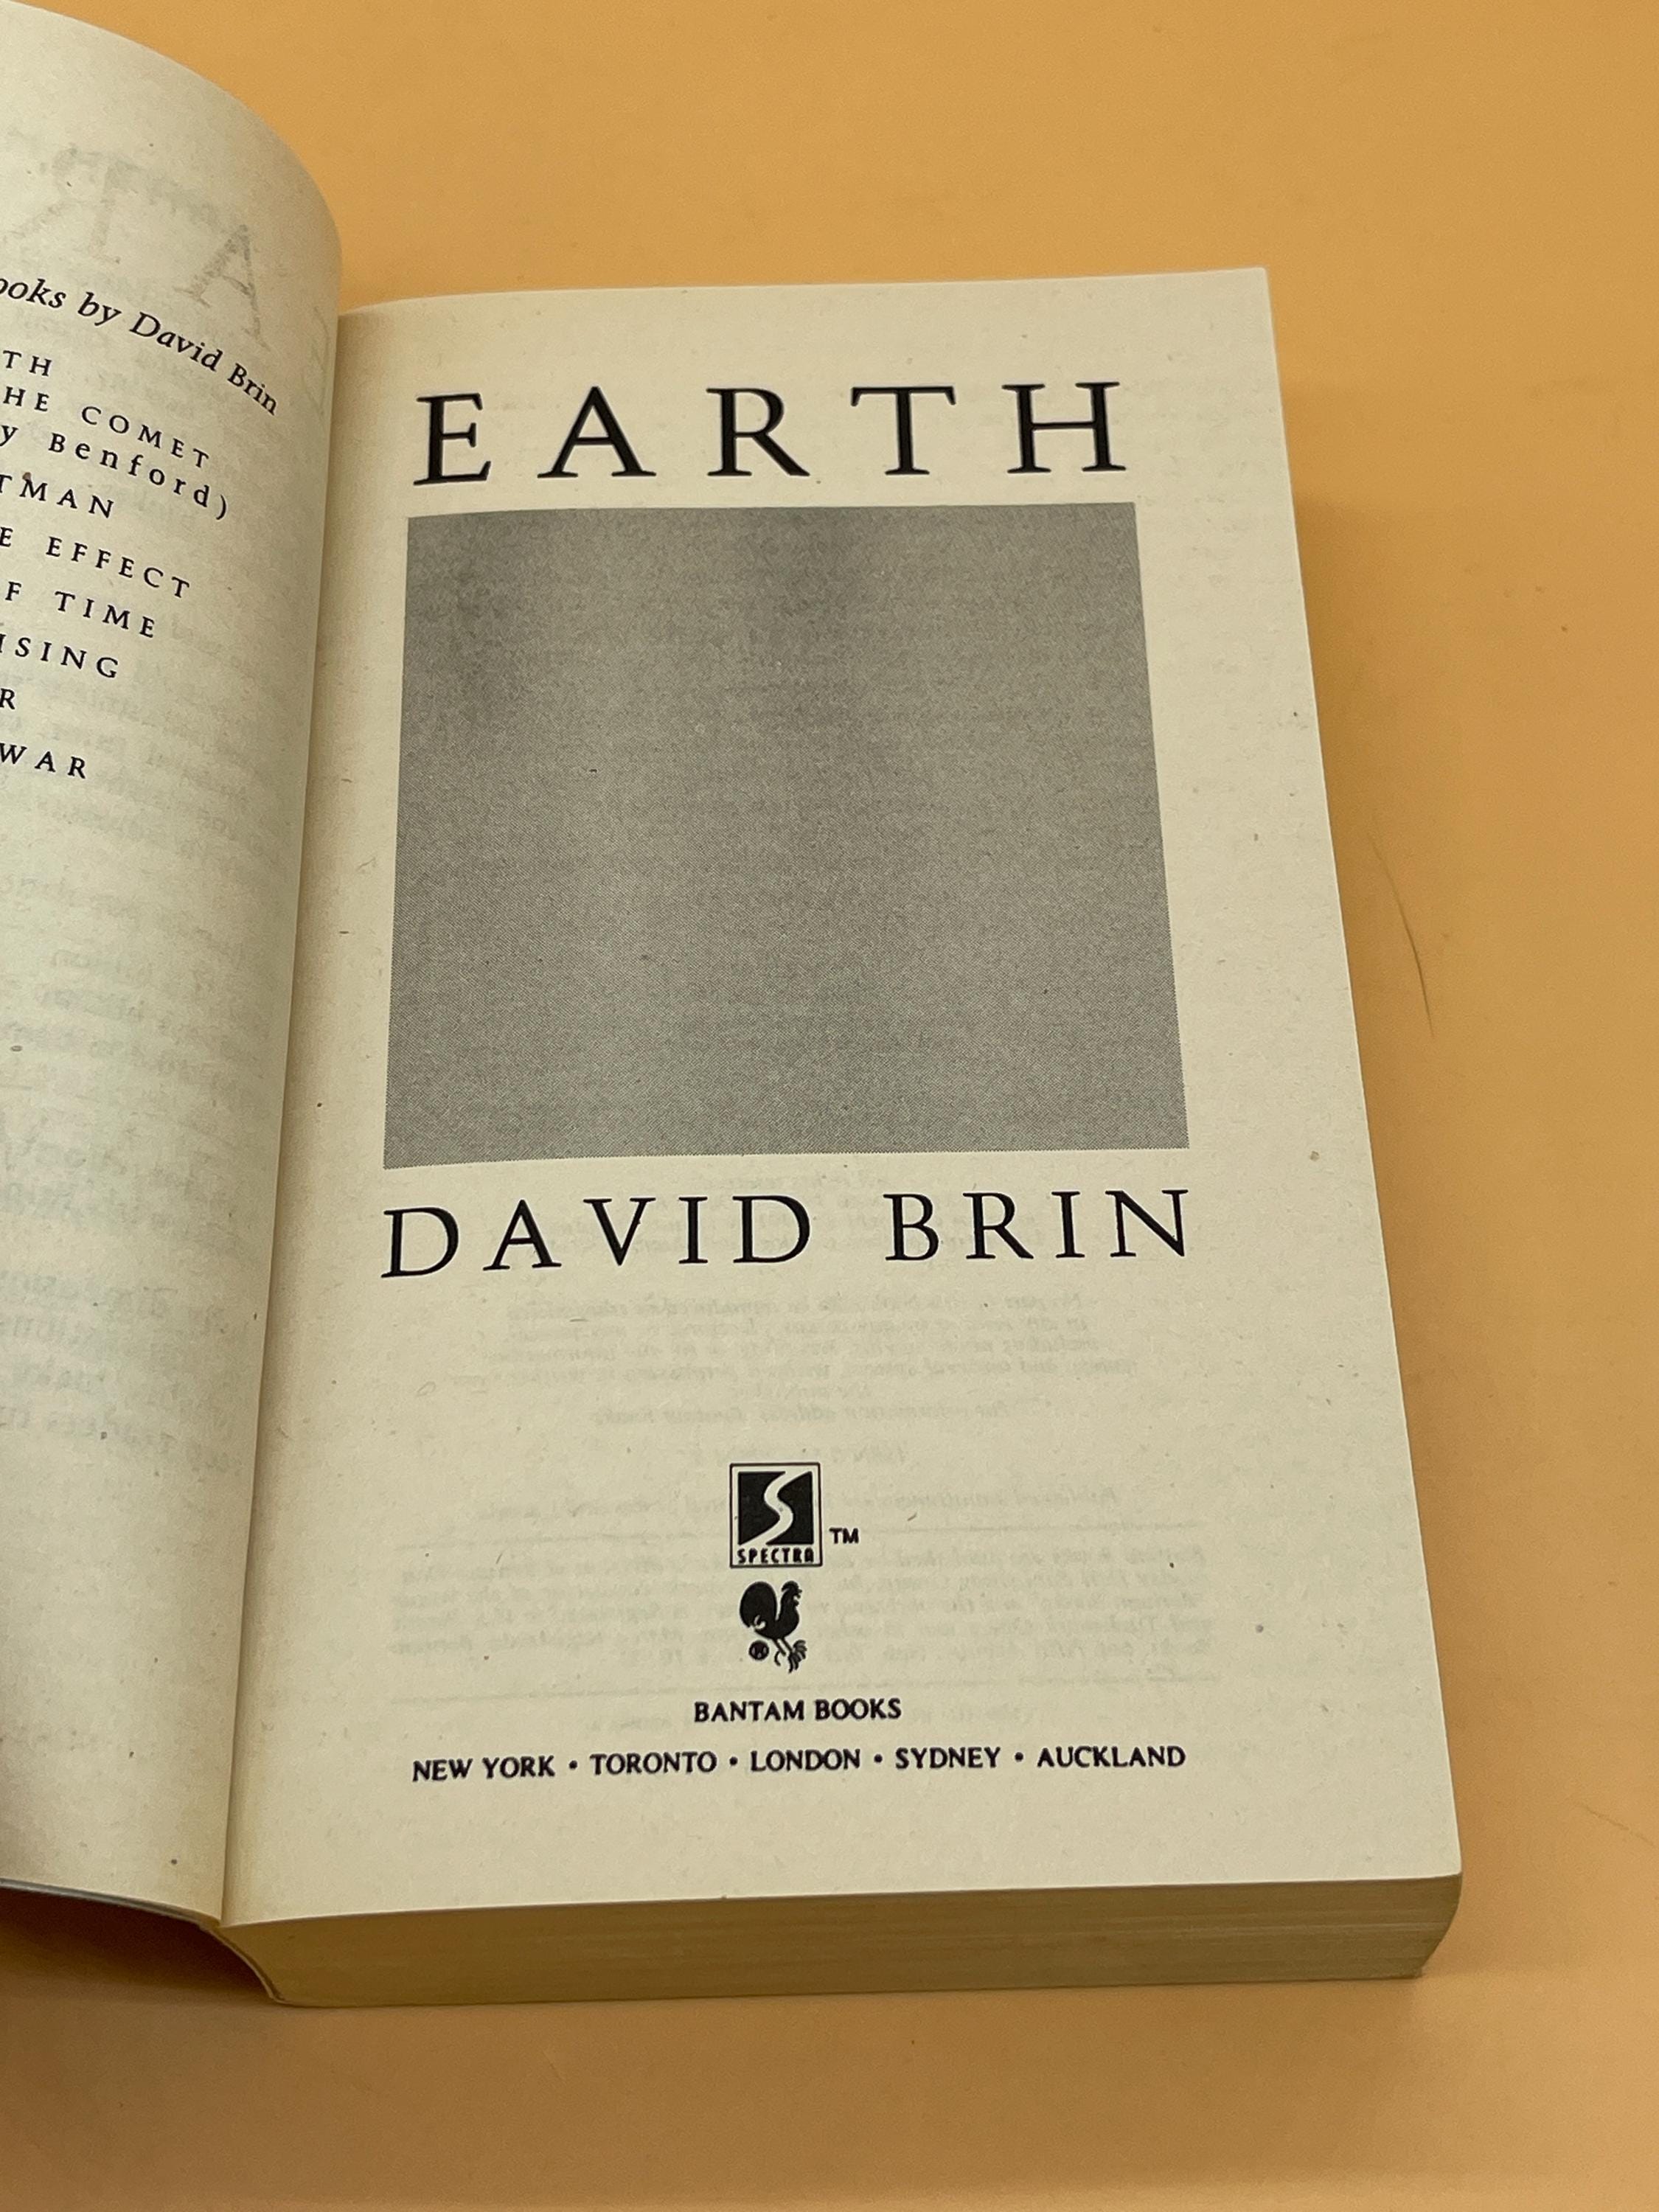 ooks by David Brin
TH
HE COMET
y Benford)
TMAN
E EFFECT
F TIME
ISING
R
WAR
EARTH
DAVID BRIN
SPECTRA TM
®
BANTAM BOOKS
NEW YORK • TORONTO • LONDON • SYDNEY • AUCKLAND